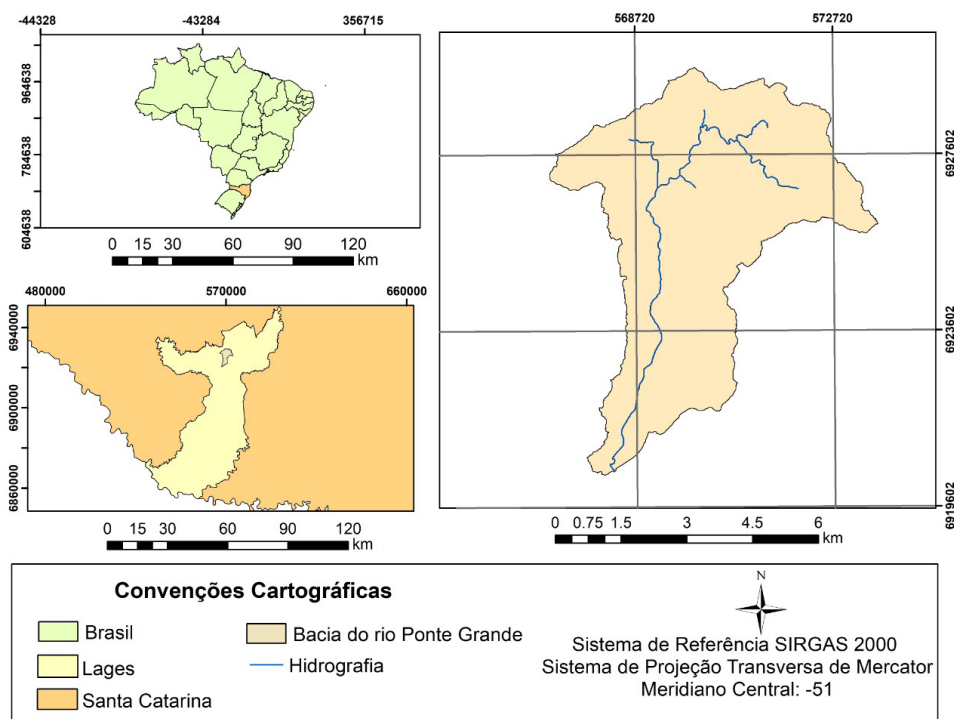 -44328 -43284 356715
964638
784638
604638
0 15 30 60 90 120
km
480000 570000 660000
6940000
6900000
6860000
0 15 30 60 90 120
km
568720 572720
6927602
6923602
6919602
0 0.75 1.5 3 4.5 6
km
Convenções Cartográficas
Brasil
Lages
Santa Catarina
Bacia do rio Ponte Grande
Hidrografia
N
Sistema de Referência SIRGAS 2000
Sistema de Projeção Transversa de Mercator
Meridiano Central: -51